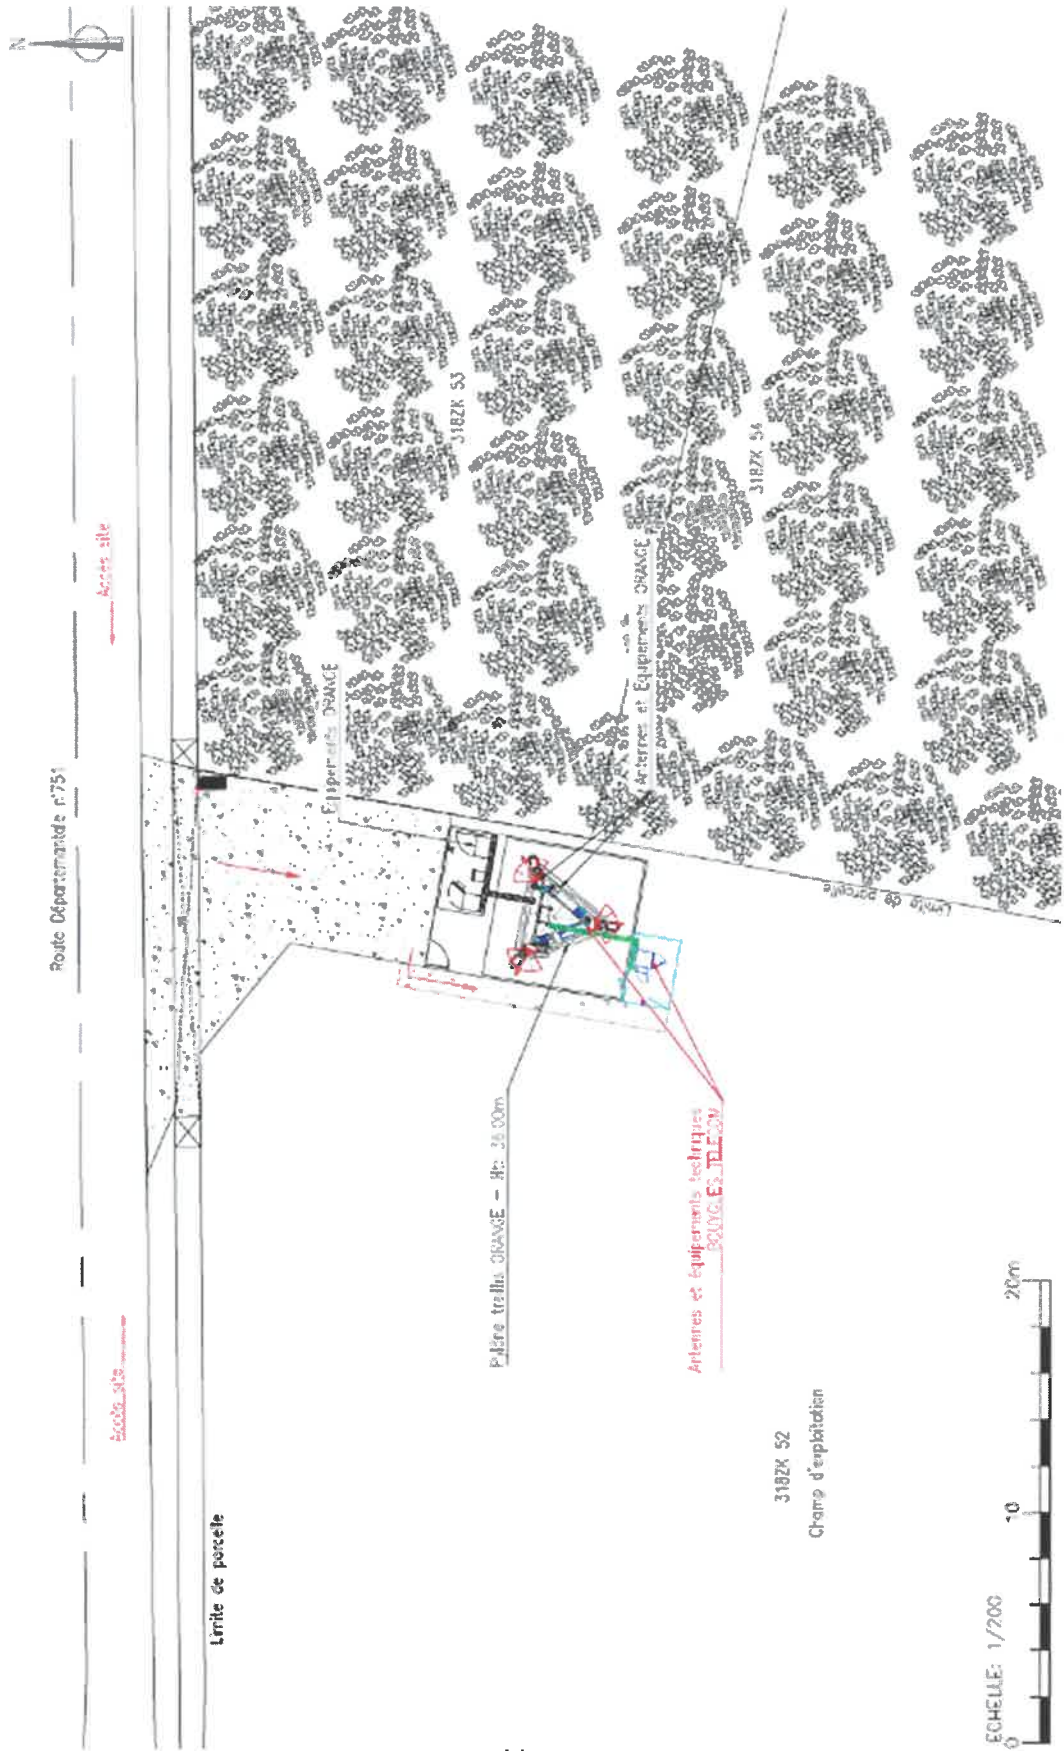 N
Route Départementale n°751
Accès site
Accès site
Limite de parcelle
Equipements ORANGE
318ZK 53
Antennes et Equipements ORANGE
318ZK 54
Limite de parcelle
Pylône treillis ORANGE - Ht: 36.00m
Antennes et équipements techniques
BOUYGUES TELECOM
318ZK 52
Champ d'exploitation
ECHELLE: 1/200
0
10
20m